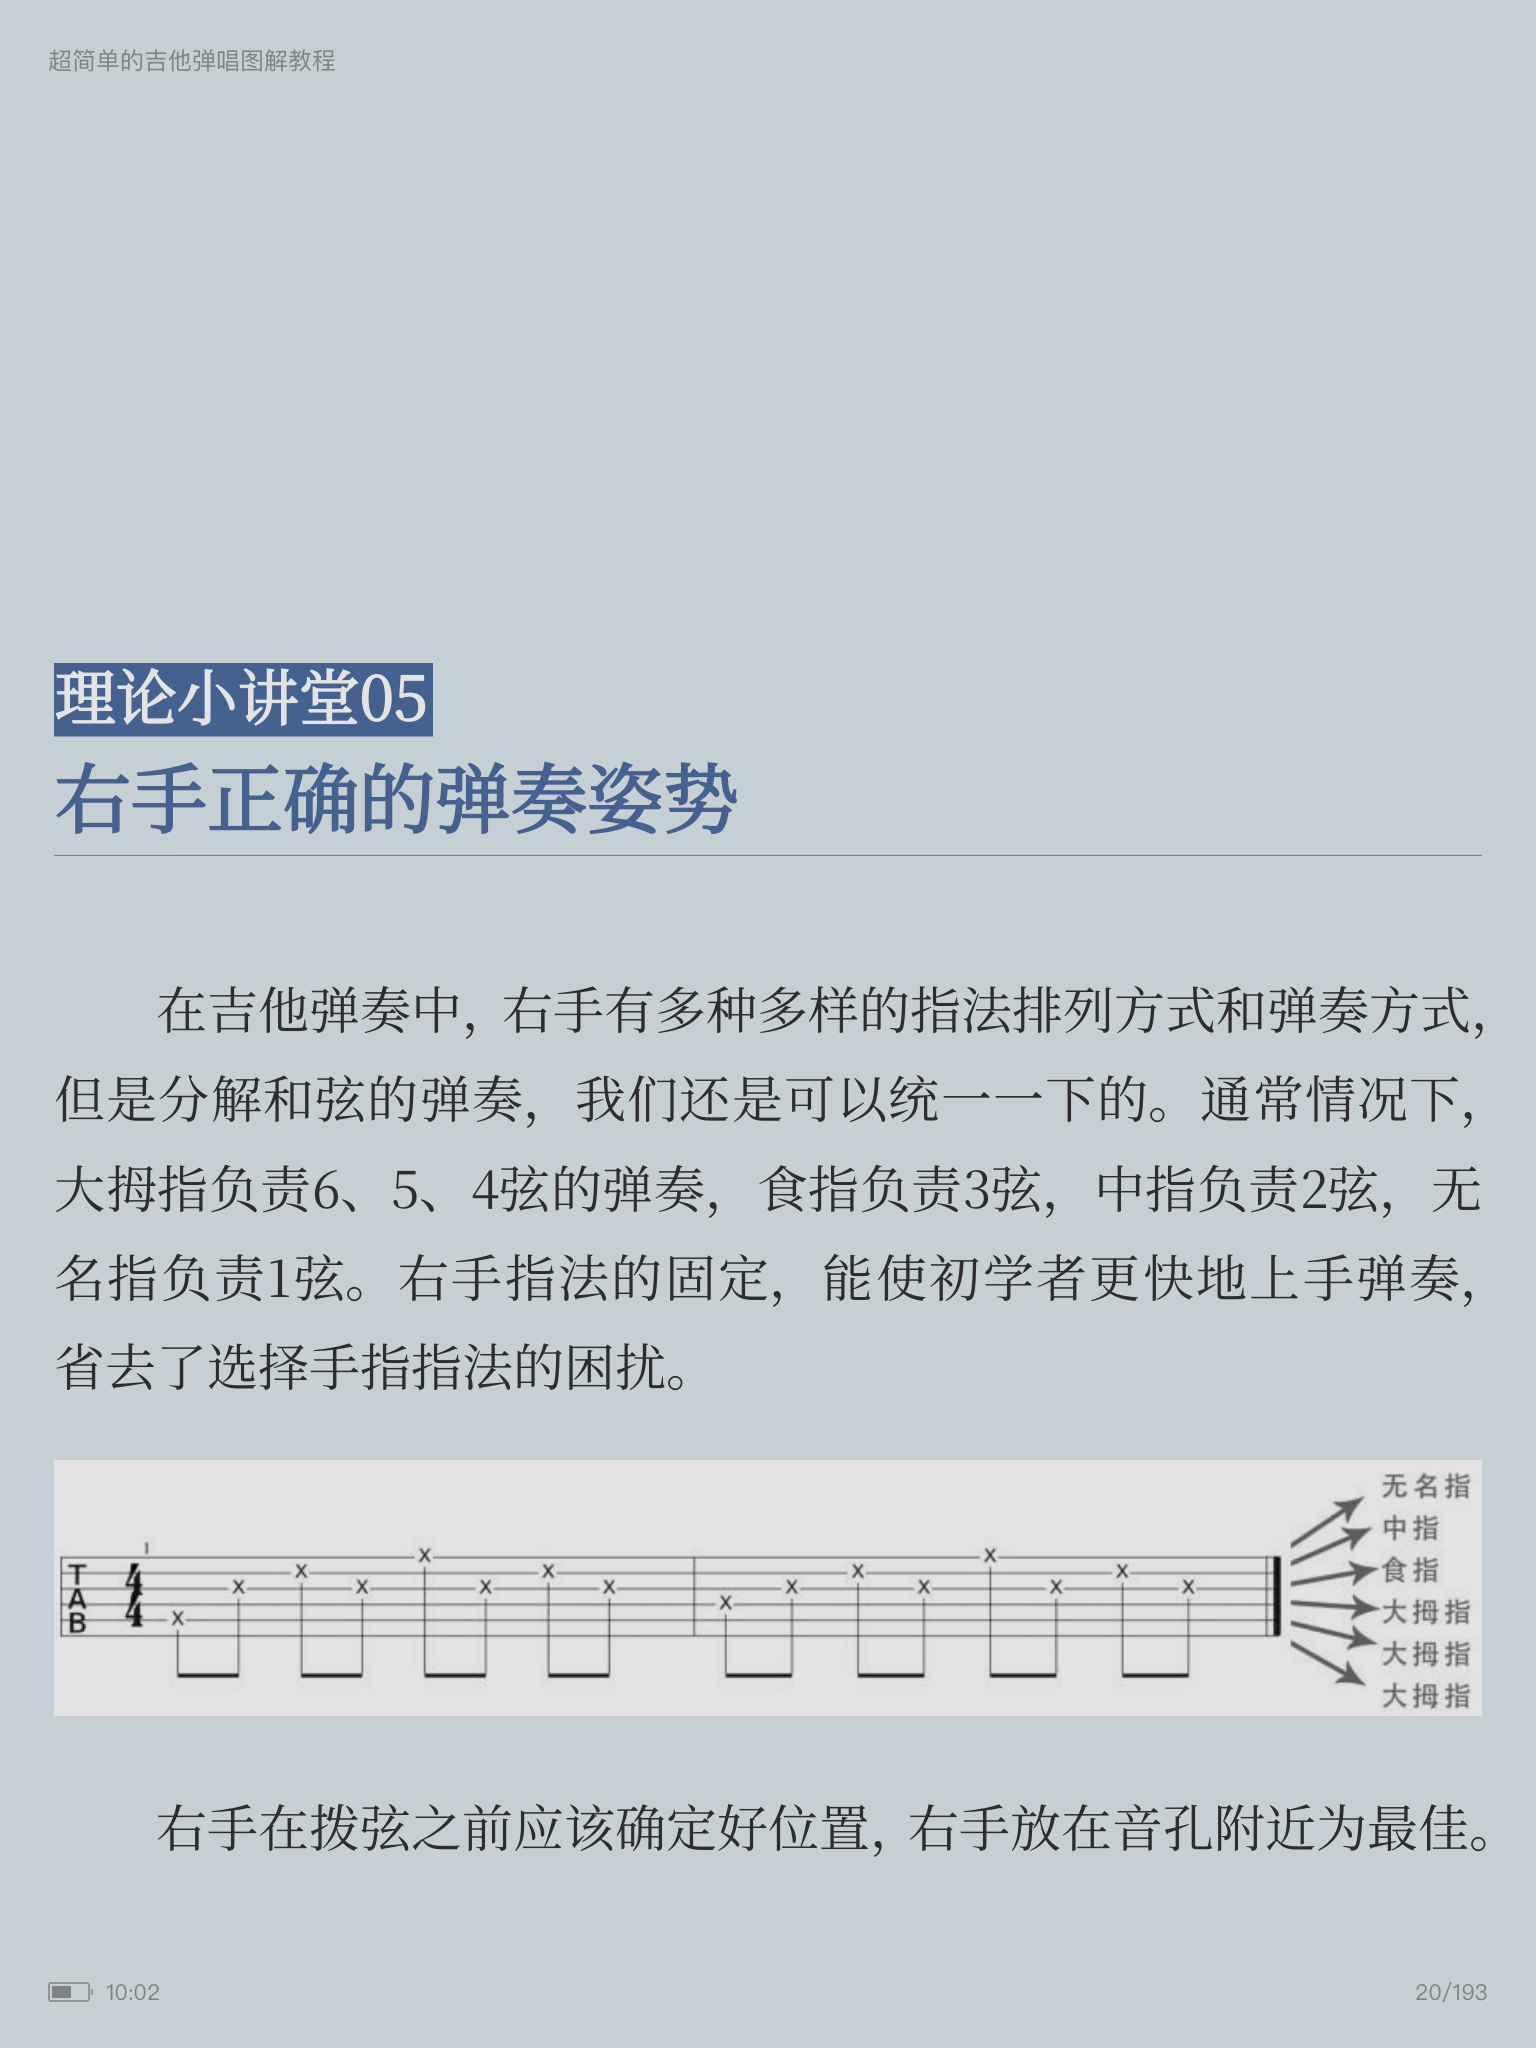 超简单的吉他弹唱图解教程
理论小讲堂05
右手正确的弹奏姿势
在吉他弹奏中，右手有多种多样的指法排列方式和弹奏方式，
但是分解和弦的弹奏，我们还是可以统一一下的。通常情况下，
大拇指负责6、5、4弦的弹奏，食指负责3弦，中指负责2弦，无
名指负责1弦。右手指法的固定，能使初学者更快地上手弹奏，
省去了选择手指指法的困扰。
无名指
中指
食指
大拇指
大拇指
大拇指
1
T
A
B
4
4
x x x x x x x x x x x x x x x x
右手在拨弦之前应该确定好位置，右手放在音孔附近为最佳。
10:02
20/193